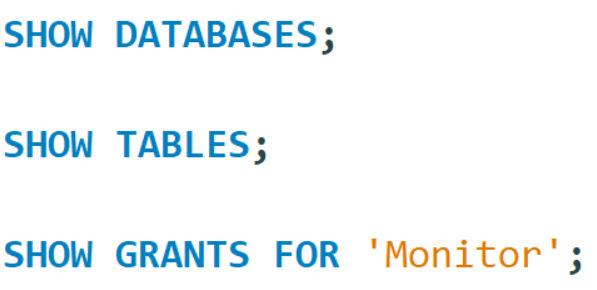 SHOW DATABASES;
SHOW TABLES;
SHOW GRANTS FOR 'Monitor';